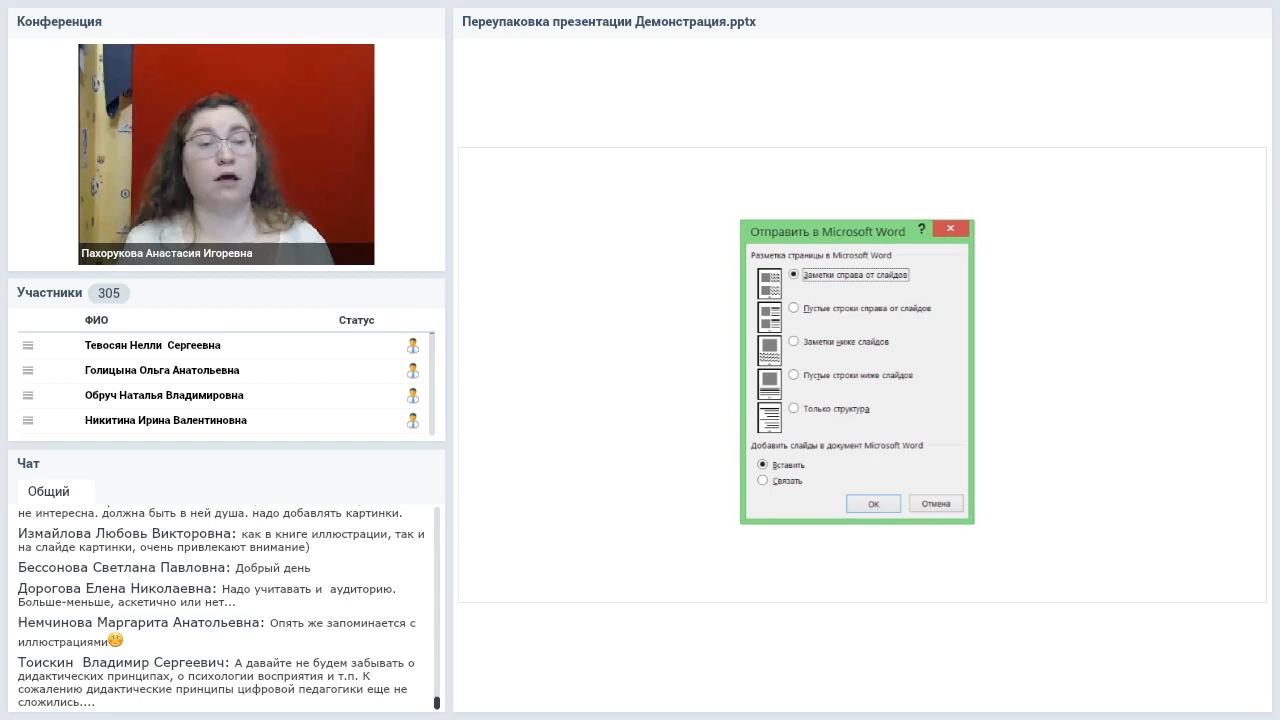 Конференция
Пахорукова Анастасия Игоревна
Участники 305
ФИО Статус
Тевосян Нелли Сергеевна
Голицына Ольга Анатольевна
Обруч Наталья Владимировна
Никитина Ирина Валентиновна
Чат
Общий
не интересна. должна быть в ней душа. надо добавлять картинки.
Измайлова Любовь Викторовна: как в книге иллюстрации, так и
на слайде картинки, очень привлекают внимание)
Бессонова Светлана Павловна: Добрый день
Дорогова Елена Николаевна: Надо учитавать и аудиторию.
Больше-меньше, аскетично или нет...
Немчинова Маргарита Анатольевна: Опять же запоминается с
иллюстрациями
Тоискин Владимир Сергеевич: А давайте не будем забывать о
дидактических принципах, о психологии восприятия и т.п. К
сожалению дидактические принципы цифровой педагогики еще не
сложились....
Переупаковка презентации Демонстрация.pptx
Отправить в Microsoft Word ?
Разметка страницы в Microsoft Word
Заметки справа от слайдов
Пустые строки справа от слайдов
Заметки ниже слайдов
Пустые строки ниже слайдов
Только структура
Добавить слайды в документ Microsoft Word
Вставить
Связать
ОК Отмена